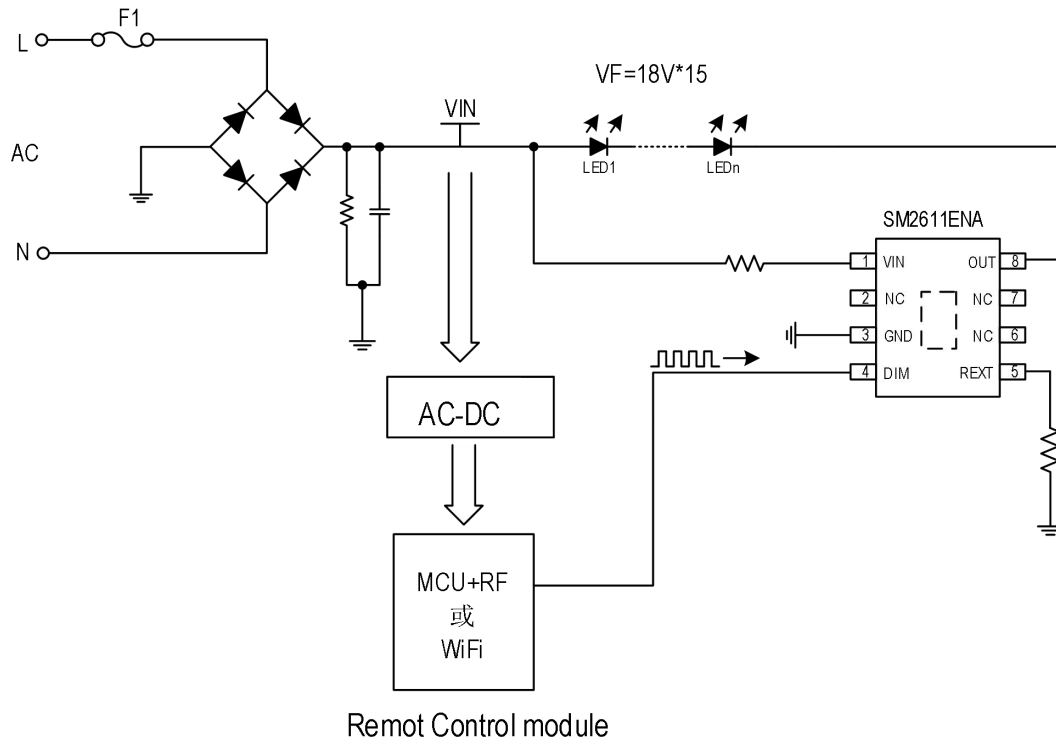 F1
L
VF=18V*15
VIN
AC
LED1
LEDn
N
SM2611ENA
1 VIN OUT 8
2 NC NC 7
3 GND NC 6
4 DIM REXT 5
AC-DC
MCU+RF
或
WiFi
Remot Control module